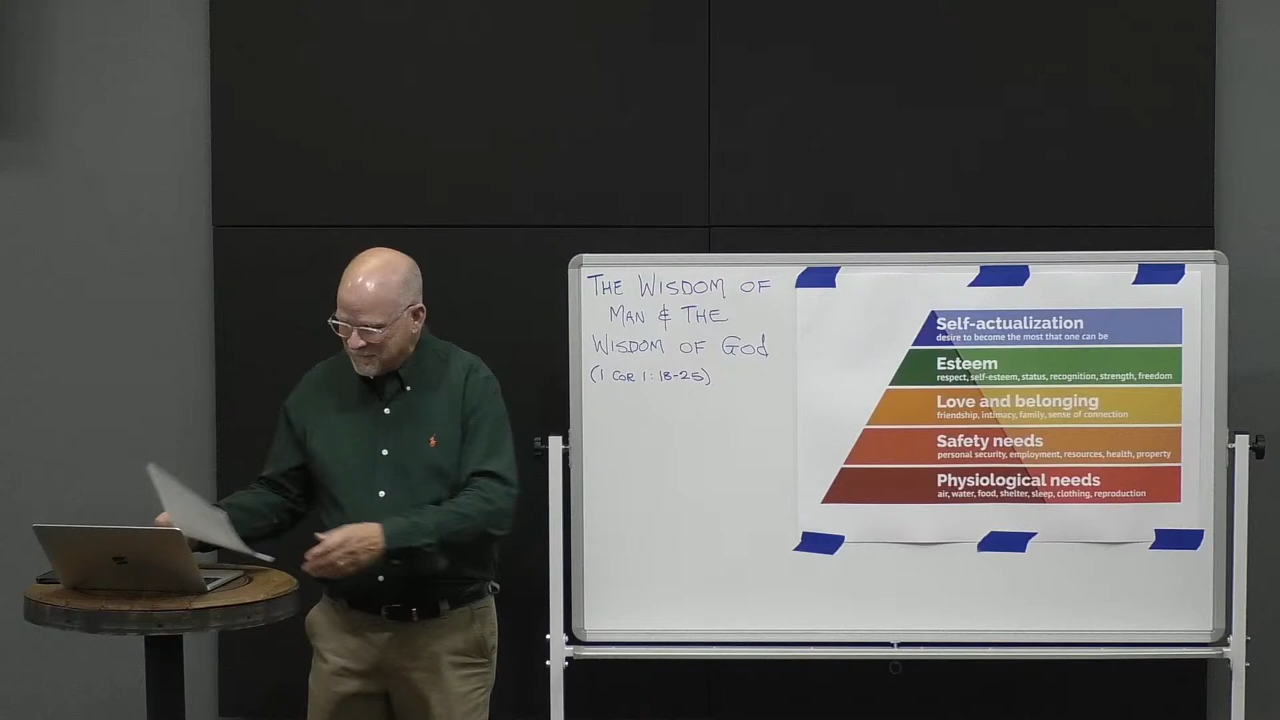 THE WISDOM OF
MAN & THE
WISDOM OF GOD
(1 COR 1:18-25)
Self-actualization
desire to become the most that one can be
Esteem
respect, self-esteem, status, recognition, strength, freedom
Love and belonging
friendship, intimacy, family, sense of connection
Safety needs
personal security, employment, resources, health, property
Physiological needs
air, water, food, shelter, sleep, clothing, reproduction